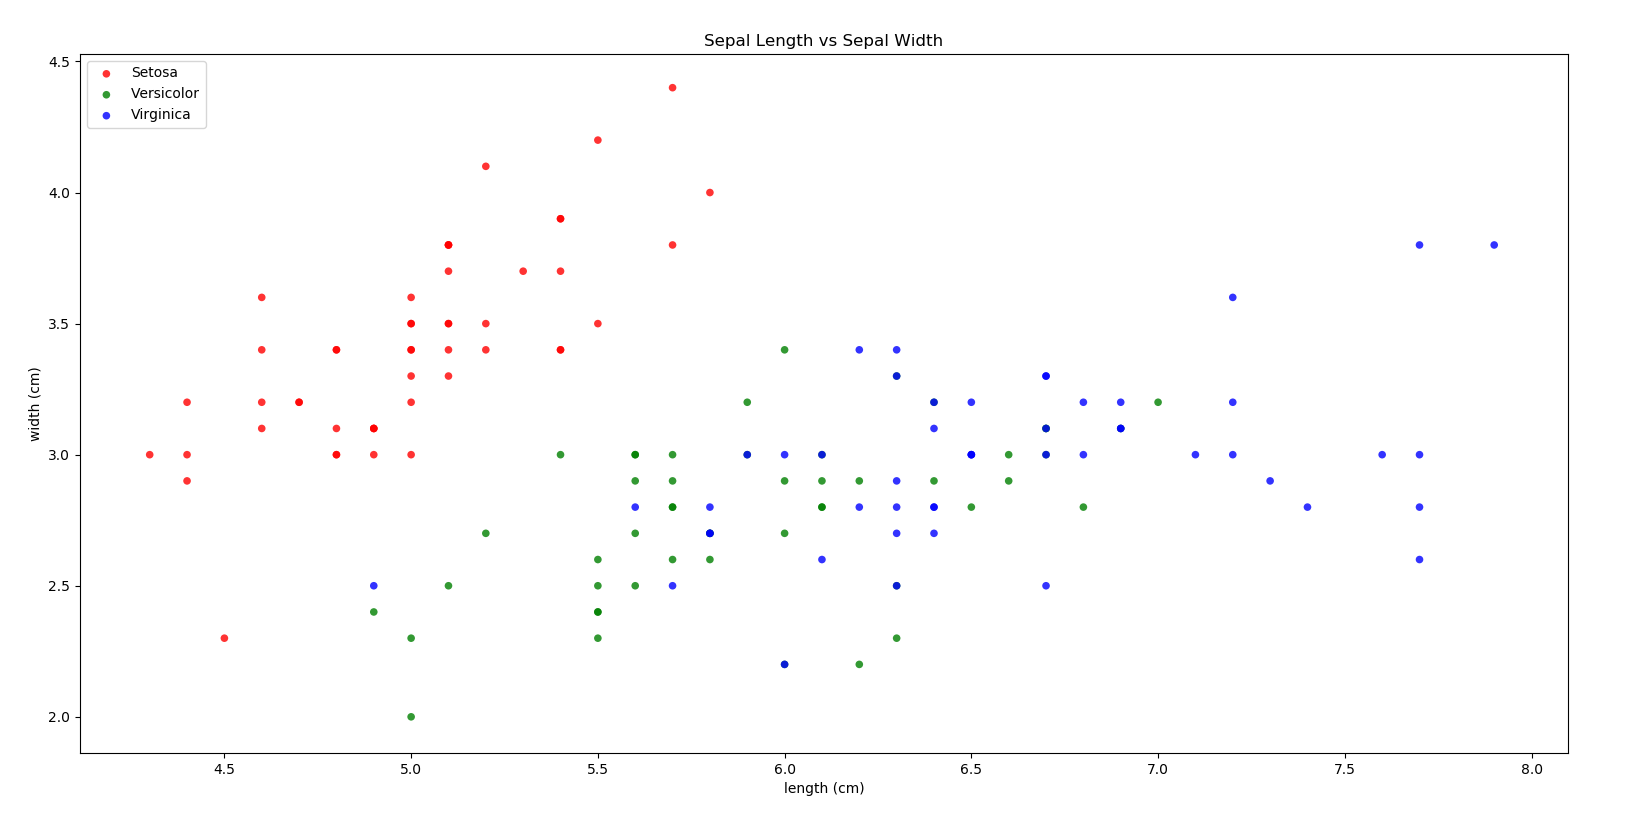 Sepal Length vs Sepal Width
Setosa
Versicolor
Virginica
4.5
4.0
3.5
3.0
2.5
2.0
width (cm)
4.5 5.0 5.5 6.0 6.5 7.0 7.5 8.0
length (cm)